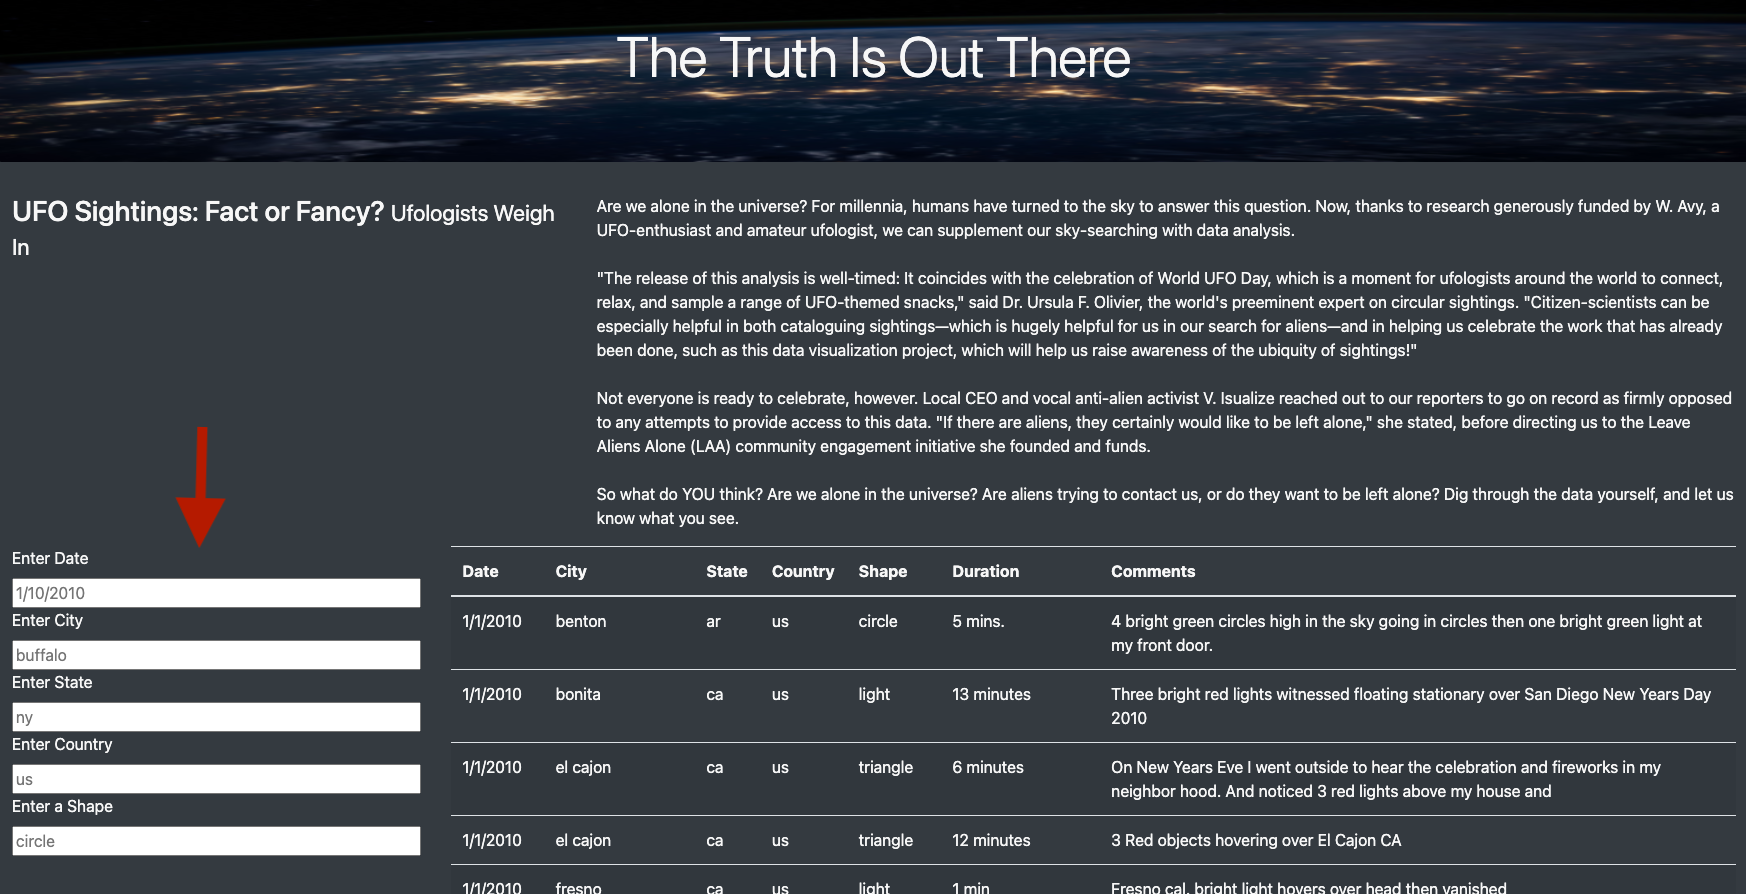 The Truth Is Out There
UFO Sightings: Fact or Fancy? Ufologists Weigh
In
Are we alone in the universe? For millennia, humans have turned to the sky to answer this question. Now, thanks to research generously funded by W. Avy, a
UFO-enthusiast and amateur ufologist, we can supplement our sky-searching with data analysis.
"The release of this analysis is well-timed: It coincides with the celebration of World UFO Day, which is a moment for ufologists around the world to connect,
relax, and sample a range of UFO-themed snacks," said Dr. Ursula F. Olivier, the world's preeminent expert on circular sightings. "Citizen-scientists can be
especially helpful in both cataloguing sightings—which is hugely helpful for us in our search for aliens—and in helping us celebrate the work that has already
been done, such as this data visualization project, which will help us raise awareness of the ubiquity of sightings!"
Not everyone is ready to celebrate, however. Local CEO and vocal anti-alien activist V. Isualize reached out to our reporters to go on record as firmly opposed
to any attempts to provide access to this data. "If there are aliens, they certainly would like to be left alone," she stated, before directing us to the Leave
Aliens Alone (LAA) community engagement initiative she founded and funds.
So what do YOU think? Are we alone in the universe? Are aliens trying to contact us, or do they want to be left alone? Dig through the data yourself, and let us
know what you see.
Enter Date
1/10/2010
Enter City
buffalo
Enter State
ny
Enter Country
us
Enter a Shape
circle
Date City State Country Shape Duration Comments
1/1/2010 benton ar us circle 5 mins. 4 bright green circles high in the sky going in circles then one bright green light at
my front door.
1/1/2010 bonita ca us light 13 minutes Three bright red lights witnessed floating stationary over San Diego New Years Day
2010
1/1/2010 el cajon ca us triangle 6 minutes On New Years Eve I went outside to hear the celebration and fireworks in my
neighbor hood. And noticed 3 red lights above my house and
1/1/2010 el cajon ca us triangle 12 minutes 3 Red objects hovering over El Cajon CA
1/1/2010 fresno ca us light 1 min Fresno cal. bright light hovers over head then vanished